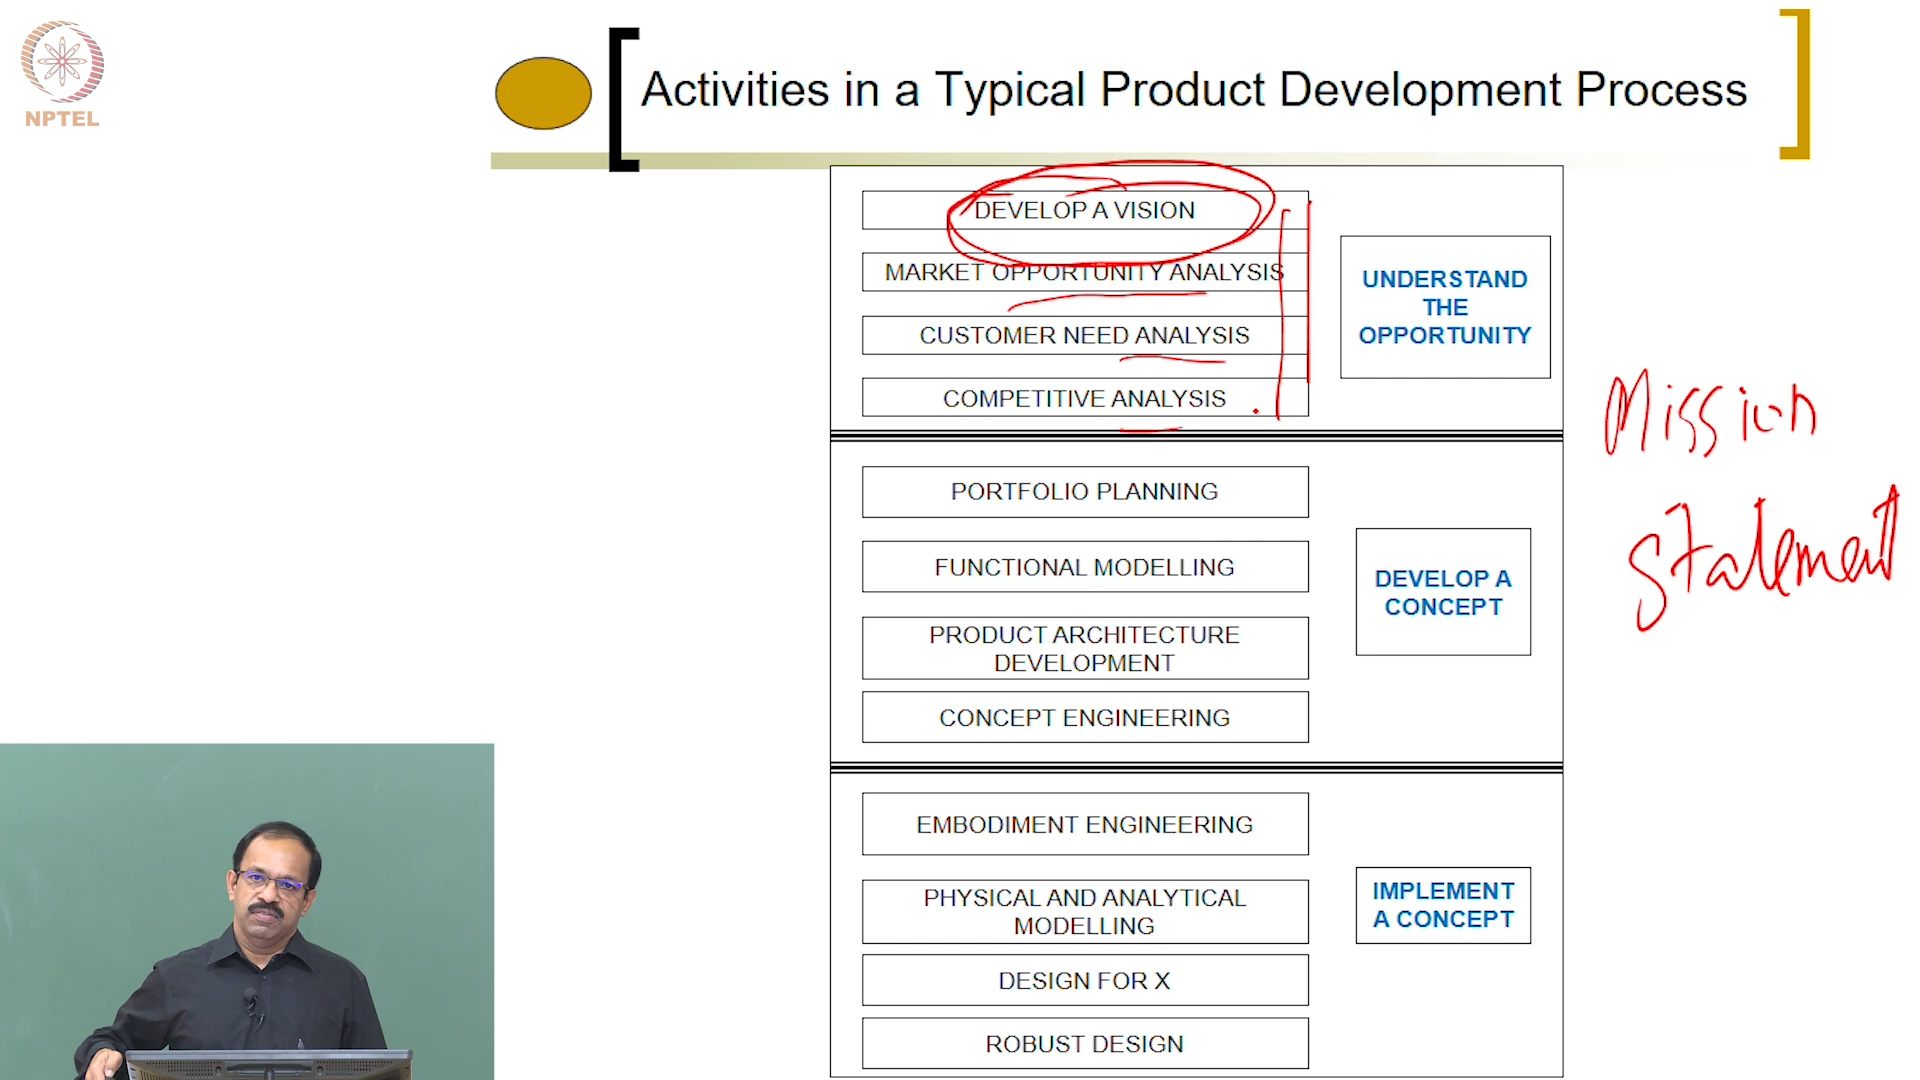 NPTEL
Activities in a Typical Product Development Process
DEVELOP A VISION
MARKET OPPORTUNITY ANALYSIS
CUSTOMER NEED ANALYSIS
COMPETITIVE ANALYSIS
UNDERSTAND
THE
OPPORTUNITY
Mission
Statement
PORTFOLIO PLANNING
FUNCTIONAL MODELLING
PRODUCT ARCHITECTURE
DEVELOPMENT
CONCEPT ENGINEERING
DEVELOP A
CONCEPT
EMBODIMENT ENGINEERING
PHYSICAL AND ANALYTICAL
MODELLING
DESIGN FOR X
ROBUST DESIGN
IMPLEMENT
A CONCEPT